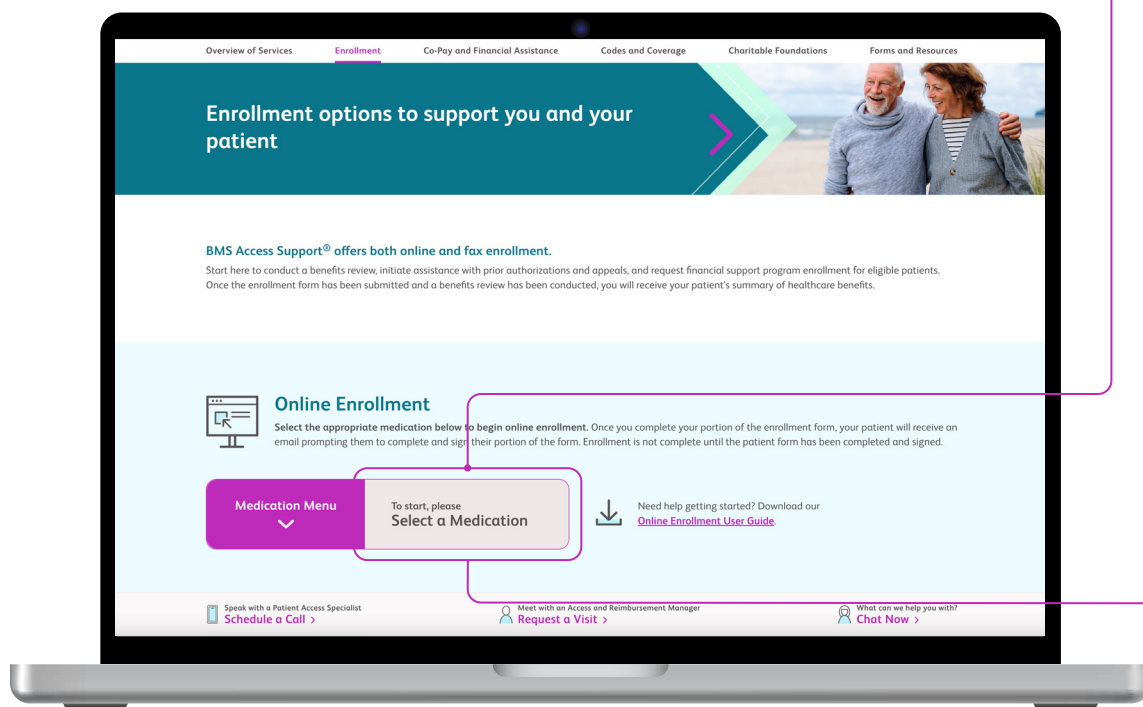 Overview of Services Enrollment Co-Pay and Financial Assistance Codes and Coverage Charitable Foundations Forms and Resources
Enrollment options to support you and your
patient
BMS Access Support® offers both online and fax enrollment.
Start here to conduct a benefits review, initiate assistance with prior authorizations and appeals, and request financial support program enrollment for eligible patients.
Once the enrollment form has been submitted and a benefits review has been conducted, you will receive your patient's summary of healthcare benefits.
Online Enrollment
Select the appropriate medication below to begin online enrollment. Once you complete your portion of the enrollment form, your patient will receive an
email prompting them to complete and sign their portion of the form. Enrollment is not complete until the patient form has been completed and signed.
Medication Menu
To start, please
Select a Medication
Need help getting started? Download our
Online Enrollment User Guide.
Speak with a Patient Access Specialist
Schedule a Call >
Meet with an Access and Reimbursement Manager
Request a Visit >
What can we help you with?
Chat Now >